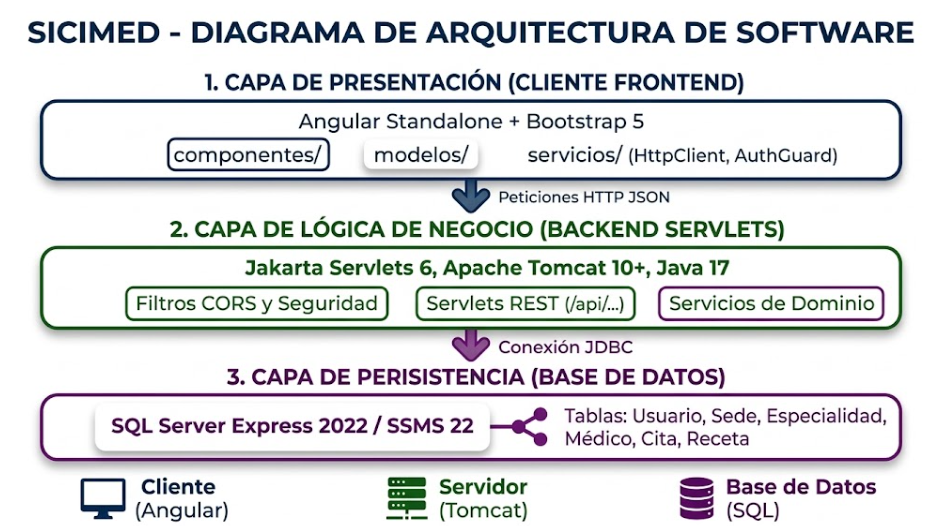 SICIMED - DIAGRAMA DE ARQUITECTURA DE SOFTWARE
1. CAPA DE PRESENTACIÓN (CLIENTE FRONTEND)
Angular Standalone + Bootstrap 5
componentes/ modelos/ servicios/ (HttpClient, AuthGuard)
Peticiones HTTP JSON
2. CAPA DE LÓGICA DE NEGOCIO (BACKEND SERVLETS)
Jakarta Servlets 6, Apache Tomcat 10+, Java 17
Filtros CORS y Seguridad Servlets REST (/api/...) Servicios de Dominio
Conexión JDBC
3. CAPA DE PERISISTENCIA (BASE DE DATOS)
SQL Server Express 2022 / SSMS 22
Tablas: Usuario, Sede, Especialidad,
Médico, Cita, Receta
Cliente
(Angular)
Servidor
(Tomcat)
Base de Datos
(SQL)